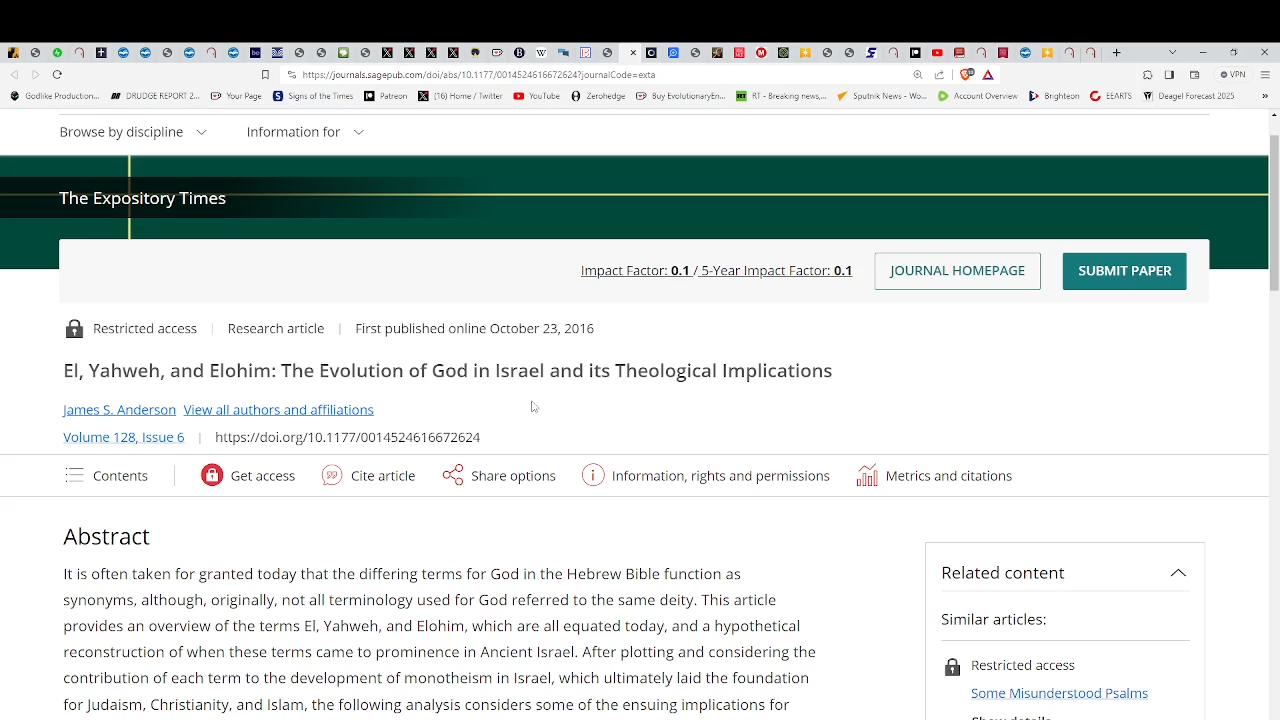 https://journals.sagepub.com/doi/abs/10.1177/0014524616672624?journalCode=exta
VPN
Godlike Production...
DRUDGE REPORT 2...
Your Page
Signs of the Times
Patreon
(16) Home / Twitter
YouTube
Zerohedge
Buy EvolutionaryEn...
RT - Breaking news,...
Sputnik News - Wo...
Account Overview
Brighteon
EEARTS
Deagel Forecast 2025
»
Browse by discipline
Information for
The Expository Times
Impact Factor: 0.1 / 5-Year Impact Factor: 0.1
JOURNAL HOMEPAGE
SUBMIT PAPER
Restricted access | Research article | First published online October 23, 2016
El, Yahweh, and Elohim: The Evolution of God in Israel and its Theological Implications
James S. Anderson View all authors and affiliations
Volume 128, Issue 6 | https://doi.org/10.1177/0014524616672624
Contents
Get access
Cite article
Share options
Information, rights and permissions
Metrics and citations
Abstract
It is often taken for granted today that the differing terms for God in the Hebrew Bible function as
synonyms, although, originally, not all terminology used for God referred to the same deity. This article
provides an overview of the terms El, Yahweh, and Elohim, which are all equated today, and a hypothetical
reconstruction of when these terms came to prominence in Ancient Israel. After plotting and considering the
contribution of each term to the development of monotheism in Israel, which ultimately laid the foundation
for Judaism, Christianity, and Islam, the following analysis considers some of the ensuing implications for
Related content
Similar articles:
Restricted access
Some Misunderstood Psalms
Show details